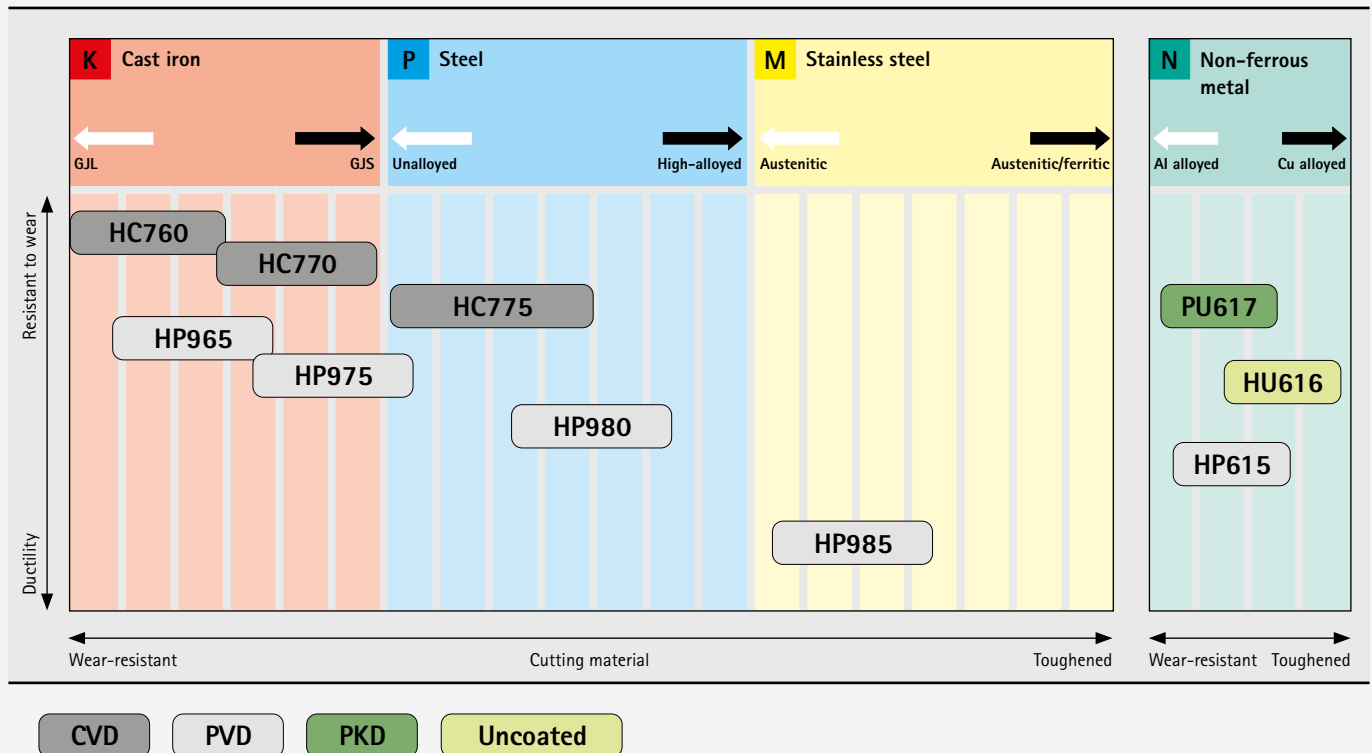 K Cast iron
P Steel
M Stainless steel
N Non-ferrous
metal
GJL
GJS
Unalloyed
High-alloyed
Austenitic
Austenitic/ferritic
Al alloyed
Cu alloyed
Resistant to wear
Ductility
HC760
HC770
HC775
PU617
HP965
HP975
HU616
HP980
HP615
HP985
Wear-resistant
Cutting material
Toughened
Wear-resistant
Toughened
CVD
PVD
PKD
Uncoated